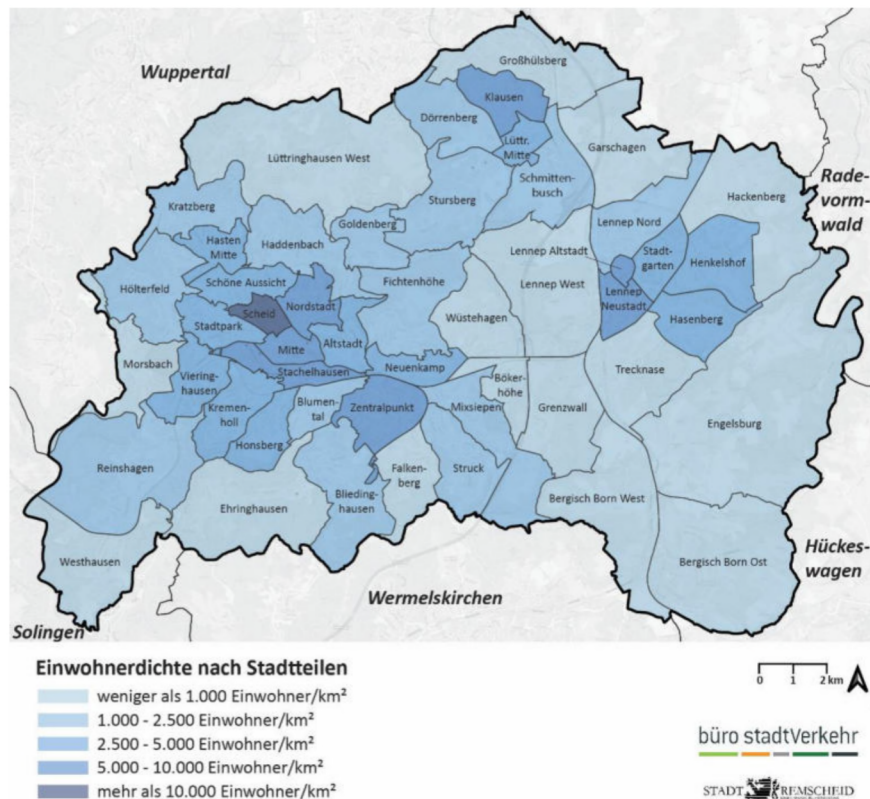 Großhülsberg
Wuppertal
Klausen
Dörrenberg
Lüttr.
Mitte
Garschagen
Lüttringhausen West
Schmitten-
busch
Rade-
vorm-
wald
Hackenberg
Stursberg
Kratzberg
Lennep Nord
Goldenberg
Hasten
Mitte
Haddenbach
Lennep Altstadt
Stadt-
garten
Henkelshof
Schöne Aussicht
Fichtenhöhe
Lennep West
Hölterfeld
Lennep
Neustadt
Nordstadt
Scheid
Wüstehagen
Hasenberg
Stadtpark
Altstadt
Mitte
Morsbach
Neuenkamp
Trecknase
Stachelhausen
Viering-
hausen
Böker-
höhe
Blumen-
tal
Zentralpunkt
Mixsiepen
Grenzwall
Kremen-
holl
Engelsburg
Honsberg
Reinshagen
Falken-
berg
Struck
Blieding-
hausen
Bergisch Born West
Ehringhausen
Hückes-
wagen
Westhausen
Bergisch Born Ost
Wermelskirchen
Solingen
Einwohnerdichte nach Stadtteilen
weniger als 1.000 Einwohner/km²
1.000 - 2.500 Einwohner/km²
2.500 - 5.000 Einwohner/km²
5.000 - 10.000 Einwohner/km²
mehr als 10.000 Einwohner/km²
0 1 2 km
büro stadtVerkehr
STADT REMSCHEID